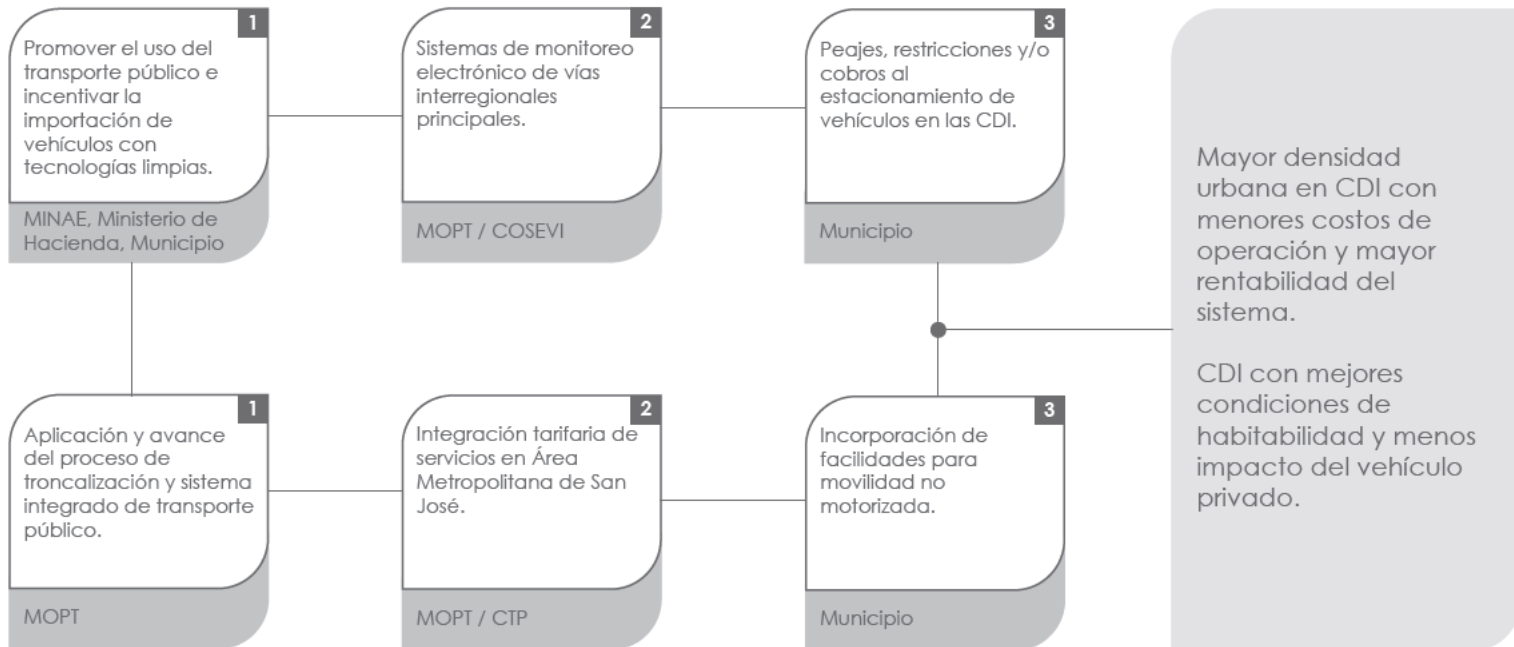 1
Promover el uso del
transporte público e
incentivar la
importación de
vehículos con
tecnologías limpias.
MINAE, Ministerio de
Hacienda, Municipio
2
Sistemas de monitoreo
electrónico de vías
interregionales
principales.
MOPT / COSEVI
3
Peajes, restricciones y/o
cobros al
estacionamiento de
vehículos en las CDI.
Municipio
1
Aplicación y avance
del proceso de
troncalización y sistema
integrado de transporte
público.
MOPT
2
Integración tarifaria de
servicios en Área
Metropolitana de San
José.
MOPT / CTP
3
Incorporación de
facilidades para
movilidad no
motorizada.
Municipio
Mayor densidad
urbana en CDI con
menores costos de
operación y mayor
rentabilidad del
sistema.
CDI con mejores
condiciones de
habitabilidad y menos
impacto del vehículo
privado.